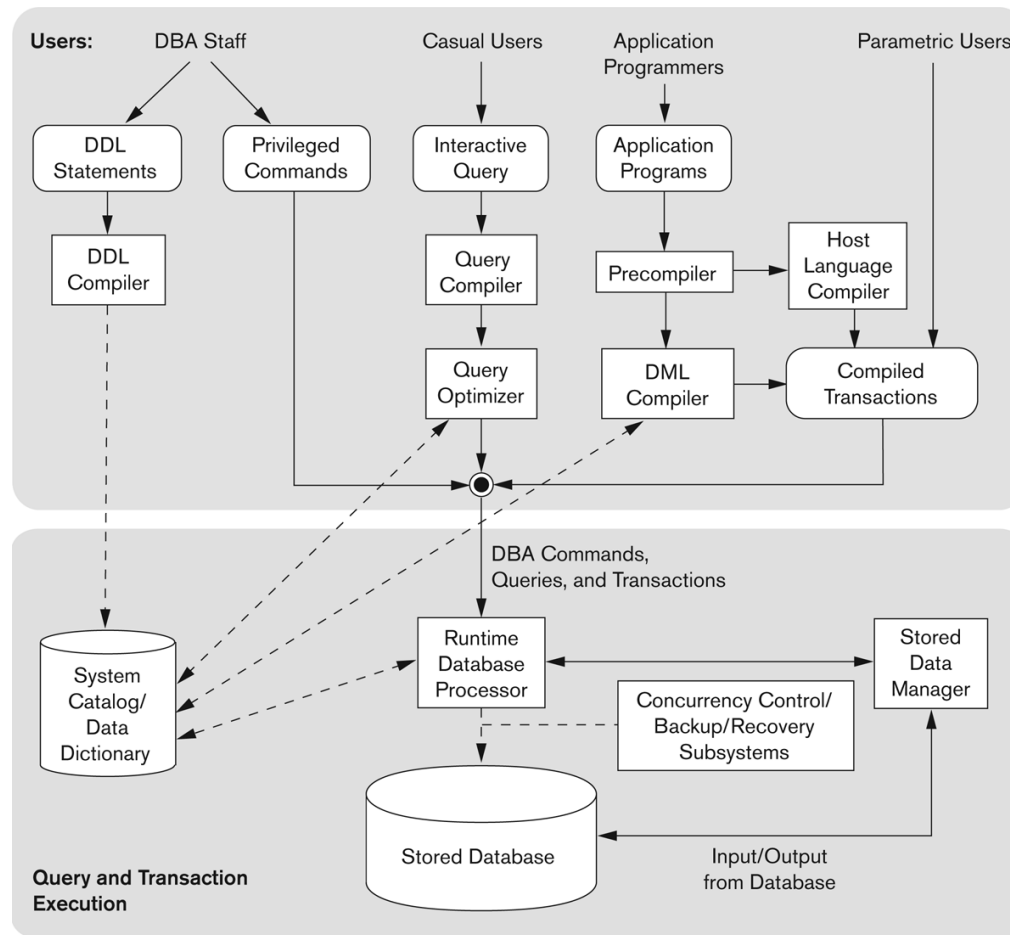 Users:
DBA Staff
Casual Users
Application
Programmers
Parametric Users
DDL
Statements
Privileged
Commands
Interactive
Query
Application
Programs
DDL
Compiler
Query
Compiler
Precompiler
Host
Language
Compiler
Query
Optimizer
DML
Compiler
Compiled
Transactions
DBA Commands,
Queries, and Transactions
System
Catalog/
Data
Dictionary
Runtime
Database
Processor
Stored
Data
Manager
Concurrency Control/
Backup/Recovery
Subsystems
Stored Database
Input/Output
from Database
Query and Transaction
Execution